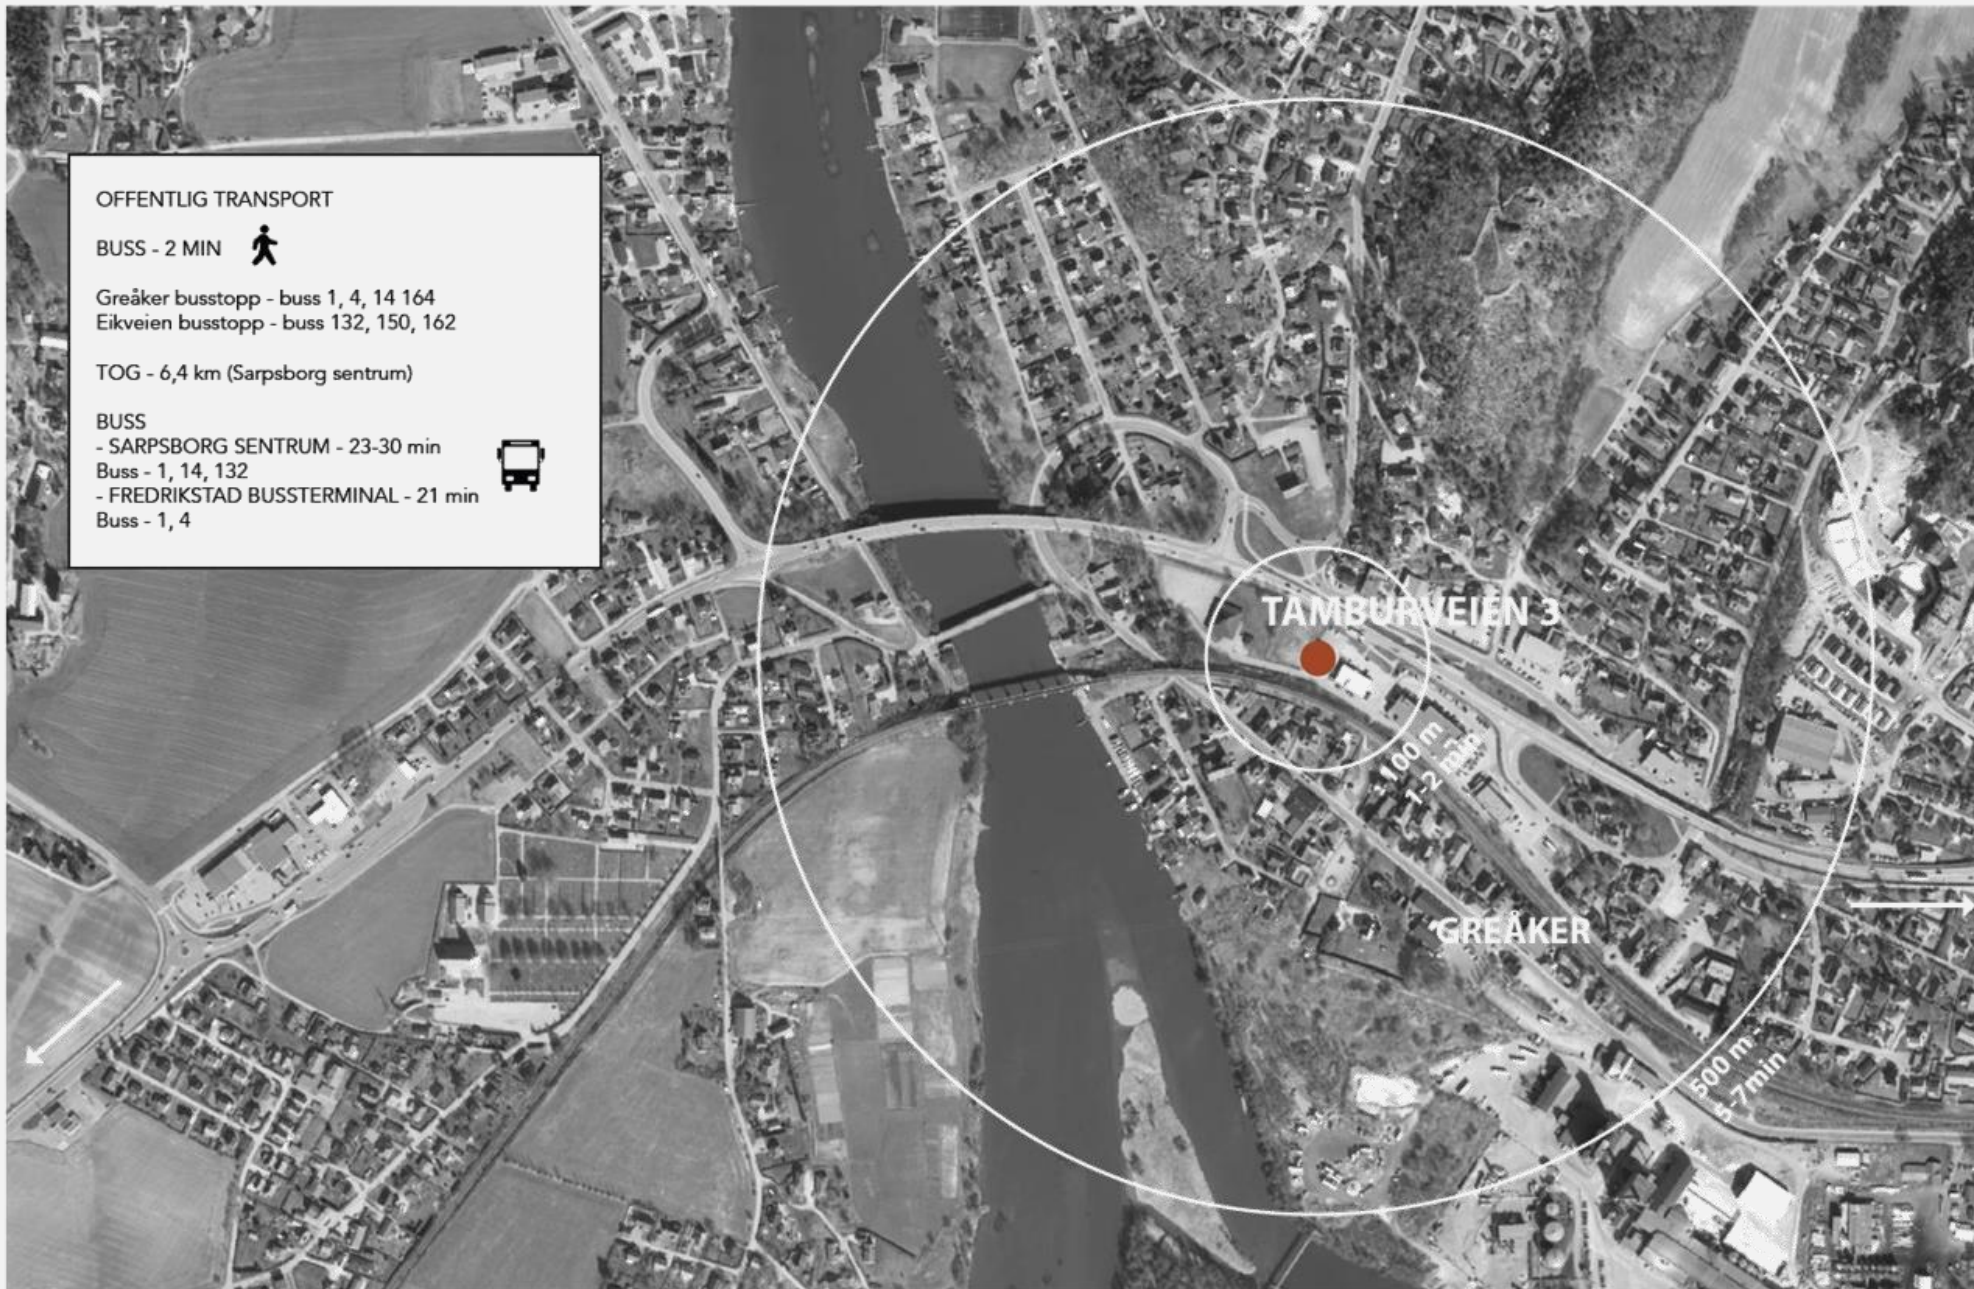 OFFENTLIG TRANSPORT
BUSS - 2 MIN
Greåker busstopp - buss 1, 4, 14 164
Eikveien busstopp - buss 132, 150, 162
TOG - 6,4 km (Sarpsborg sentrum)
BUSS
- SARPSBORG SENTRUM - 23-30 min
Buss - 1, 14, 132
- FREDRIKSTAD BUSSTERMINAL - 21 min
Buss - 1, 4
TAMBURVEIEN 3
100 m
1-2 min
GREÅKER
500 m
5-7min